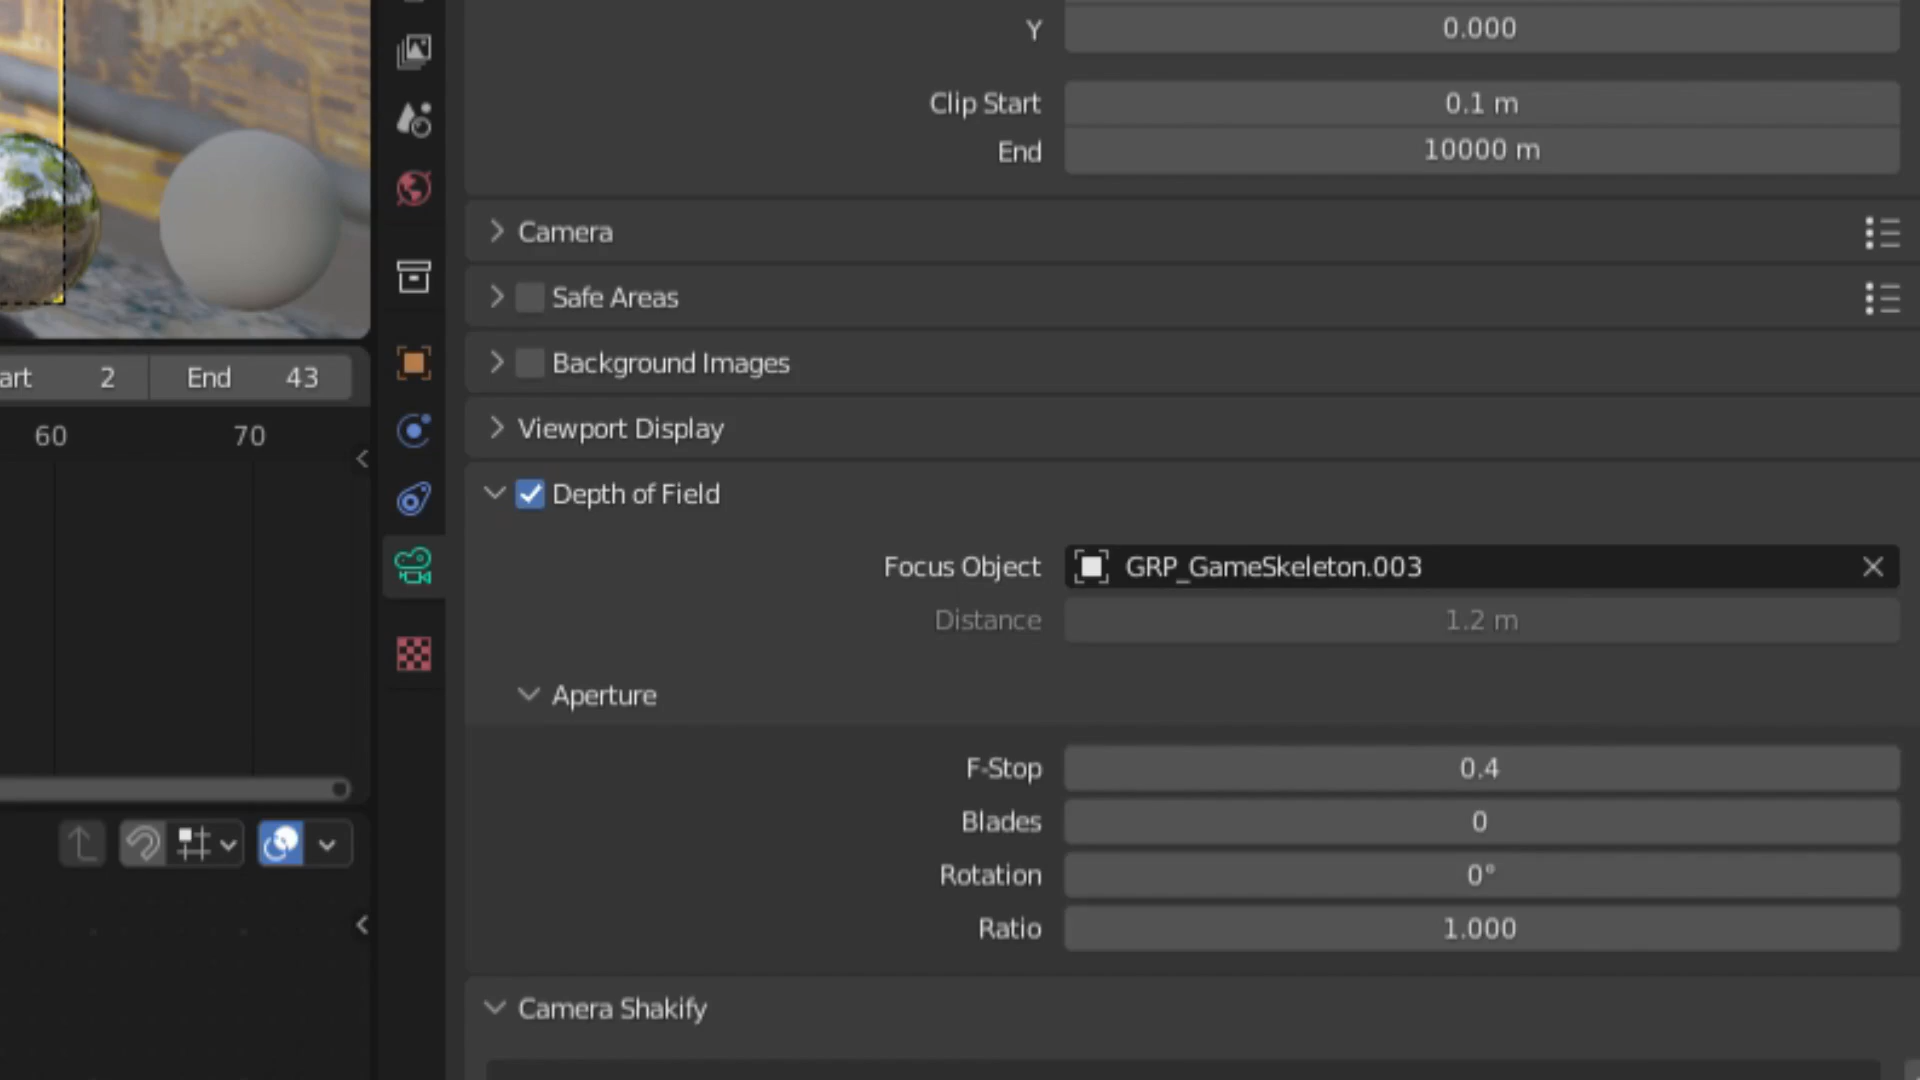 Y 0.000
Clip Start 0.1 m
End 10000 m
Camera
Safe Areas
Background Images
Viewport Display
Depth of Field
Focus Object GRP_GameSkeleton.003
Distance 1.2 m
Aperture
F-Stop 0.4
Blades 0
Rotation 0°
Ratio 1.000
Camera Shakify
art 2 End 43
60 70